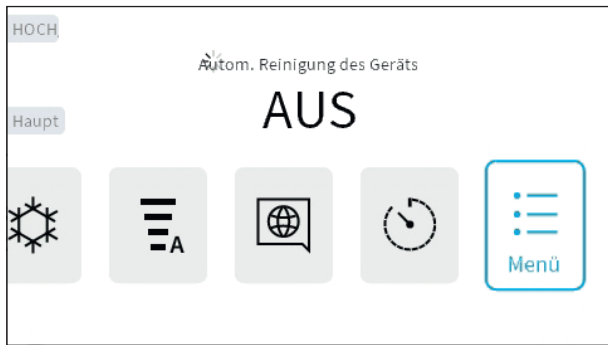 HOCH
Autom. Reinigung des Geräts
AUS
Haupt
A
Menü